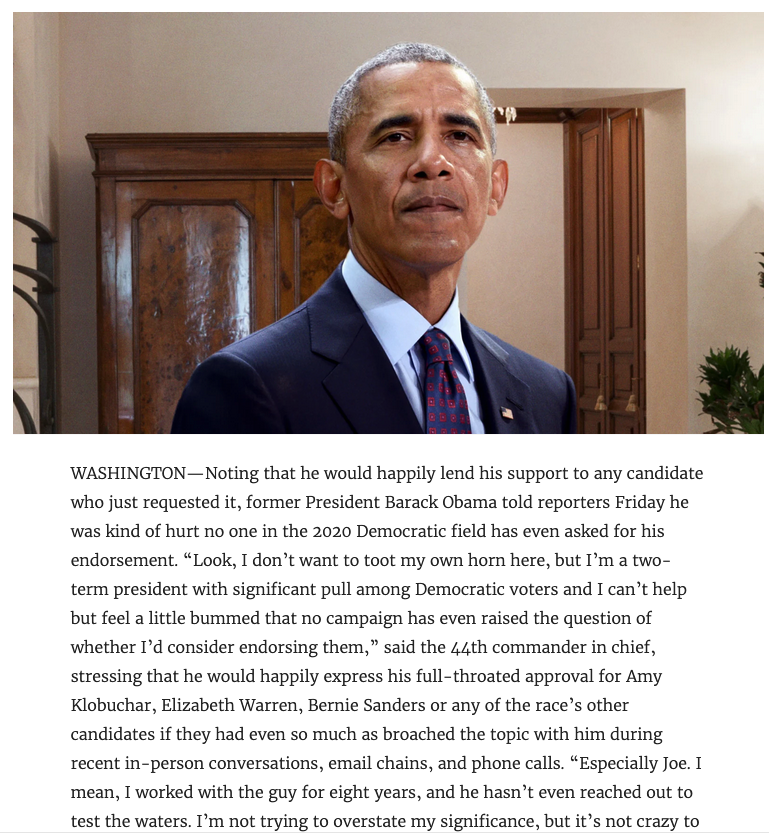 WASHINGTON—Noting that he would happily lend his support to any candidate
who just requested it, former President Barack Obama told reporters Friday he
was kind of hurt no one in the 2020 Democratic field has even asked for his
endorsement. “Look, I don’t want to toot my own horn here, but I’m a two-
term president with significant pull among Democratic voters and I can’t help
but feel a little bummed that no campaign has even raised the question of
whether I’d consider endorsing them,” said the 44th commander in chief,
stressing that he would happily express his full-throated approval for Amy
Klobuchar, Elizabeth Warren, Bernie Sanders or any of the race’s other
candidates if they had even so much as broached the topic with him during
recent in-person conversations, email chains, and phone calls. “Especially Joe. I
mean, I worked with the guy for eight years, and he hasn’t even reached out to
test the waters. I’m not trying to overstate my significance, but it’s not crazy to